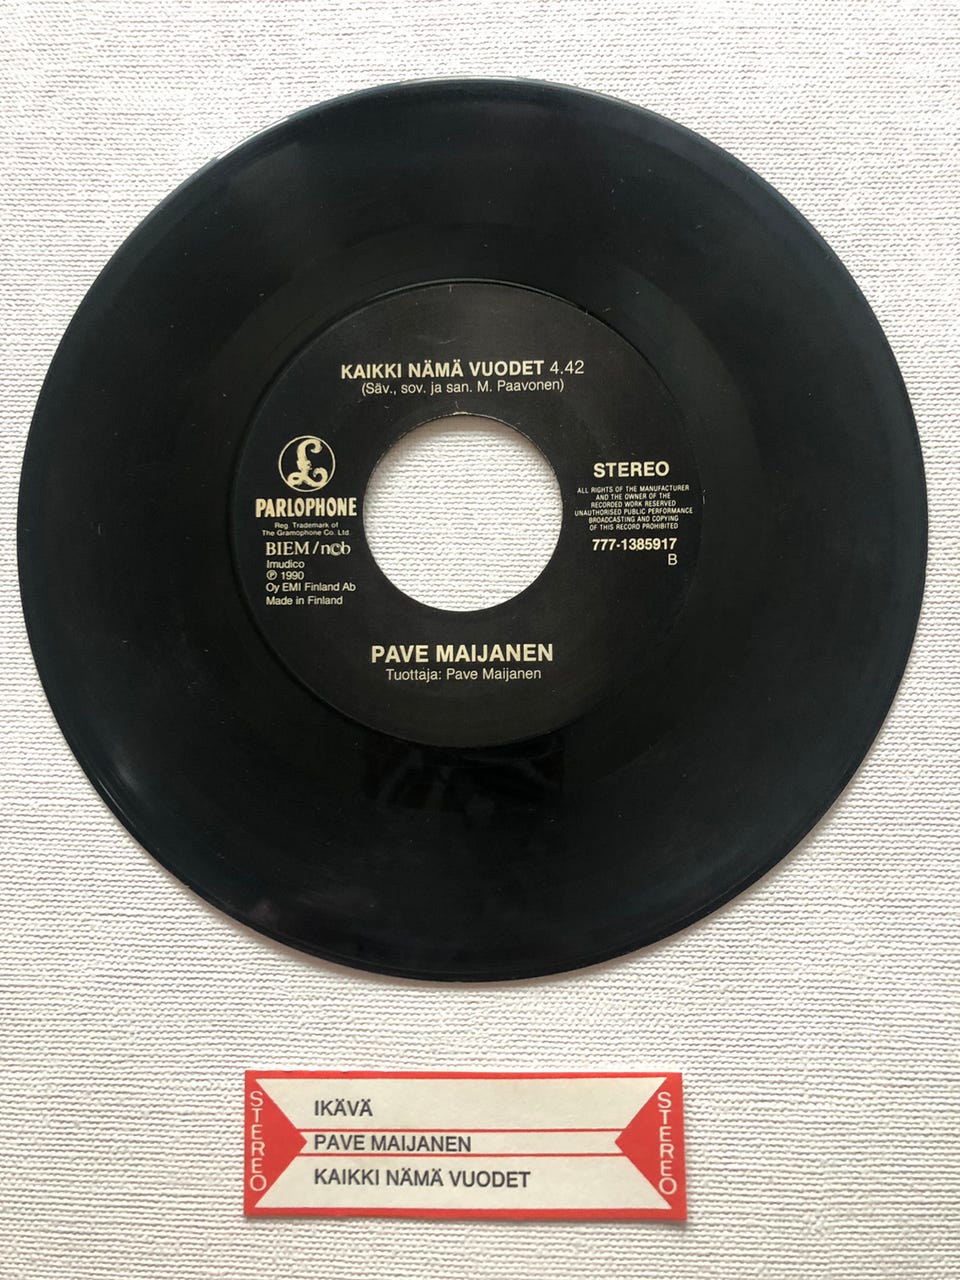 KAIKKI NÄMÄ VUODET 4.42
(Säv., sov. ja san. M. Paavonen)
£
PARLOPHONE
Reg. Trademark of
The Gramophone Co. Ltd.
BIEM/n©b
Imudico
℗ 1990
Oy EMI Finland Ab
Made in Finland
STEREO
ALL RIGHTS OF THE MANUFACTURER
AND THE OWNER OF THE
RECORDED WORK RESERVED
UNAUTHORISED PUBLIC PERFORMANCE
BROADCASTING AND COPYING
OF THIS RECORD PROHIBITED
777-1385917
B
PAVE MAIJANEN
Tuottaja: Pave Maijanen
STEREO
IKÄVÄ
PAVE MAIJANEN
KAIKKI NÄMÄ VUODET
STEREO